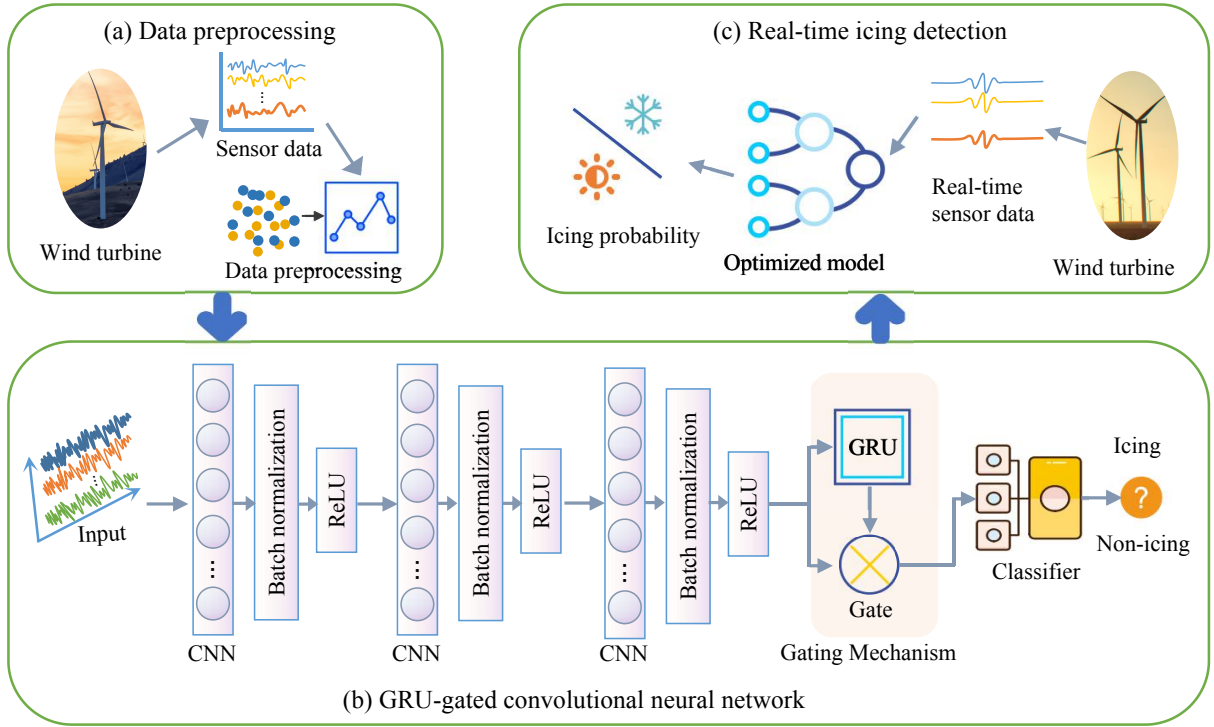 (a) Data preprocessing
Sensor data
Wind turbine
Data preprocessing
(c) Real-time icing detection
Icing probability
Optimized model
Real-time
sensor data
Wind turbine
Input
CNN
Batch normalization
ReLU
CNN
Batch normalization
ReLU
CNN
Batch normalization
ReLU
GRU
Gate
Gating Mechanism
Classifier
Icing
?
Non-icing
(b) GRU-gated convolutional neural network